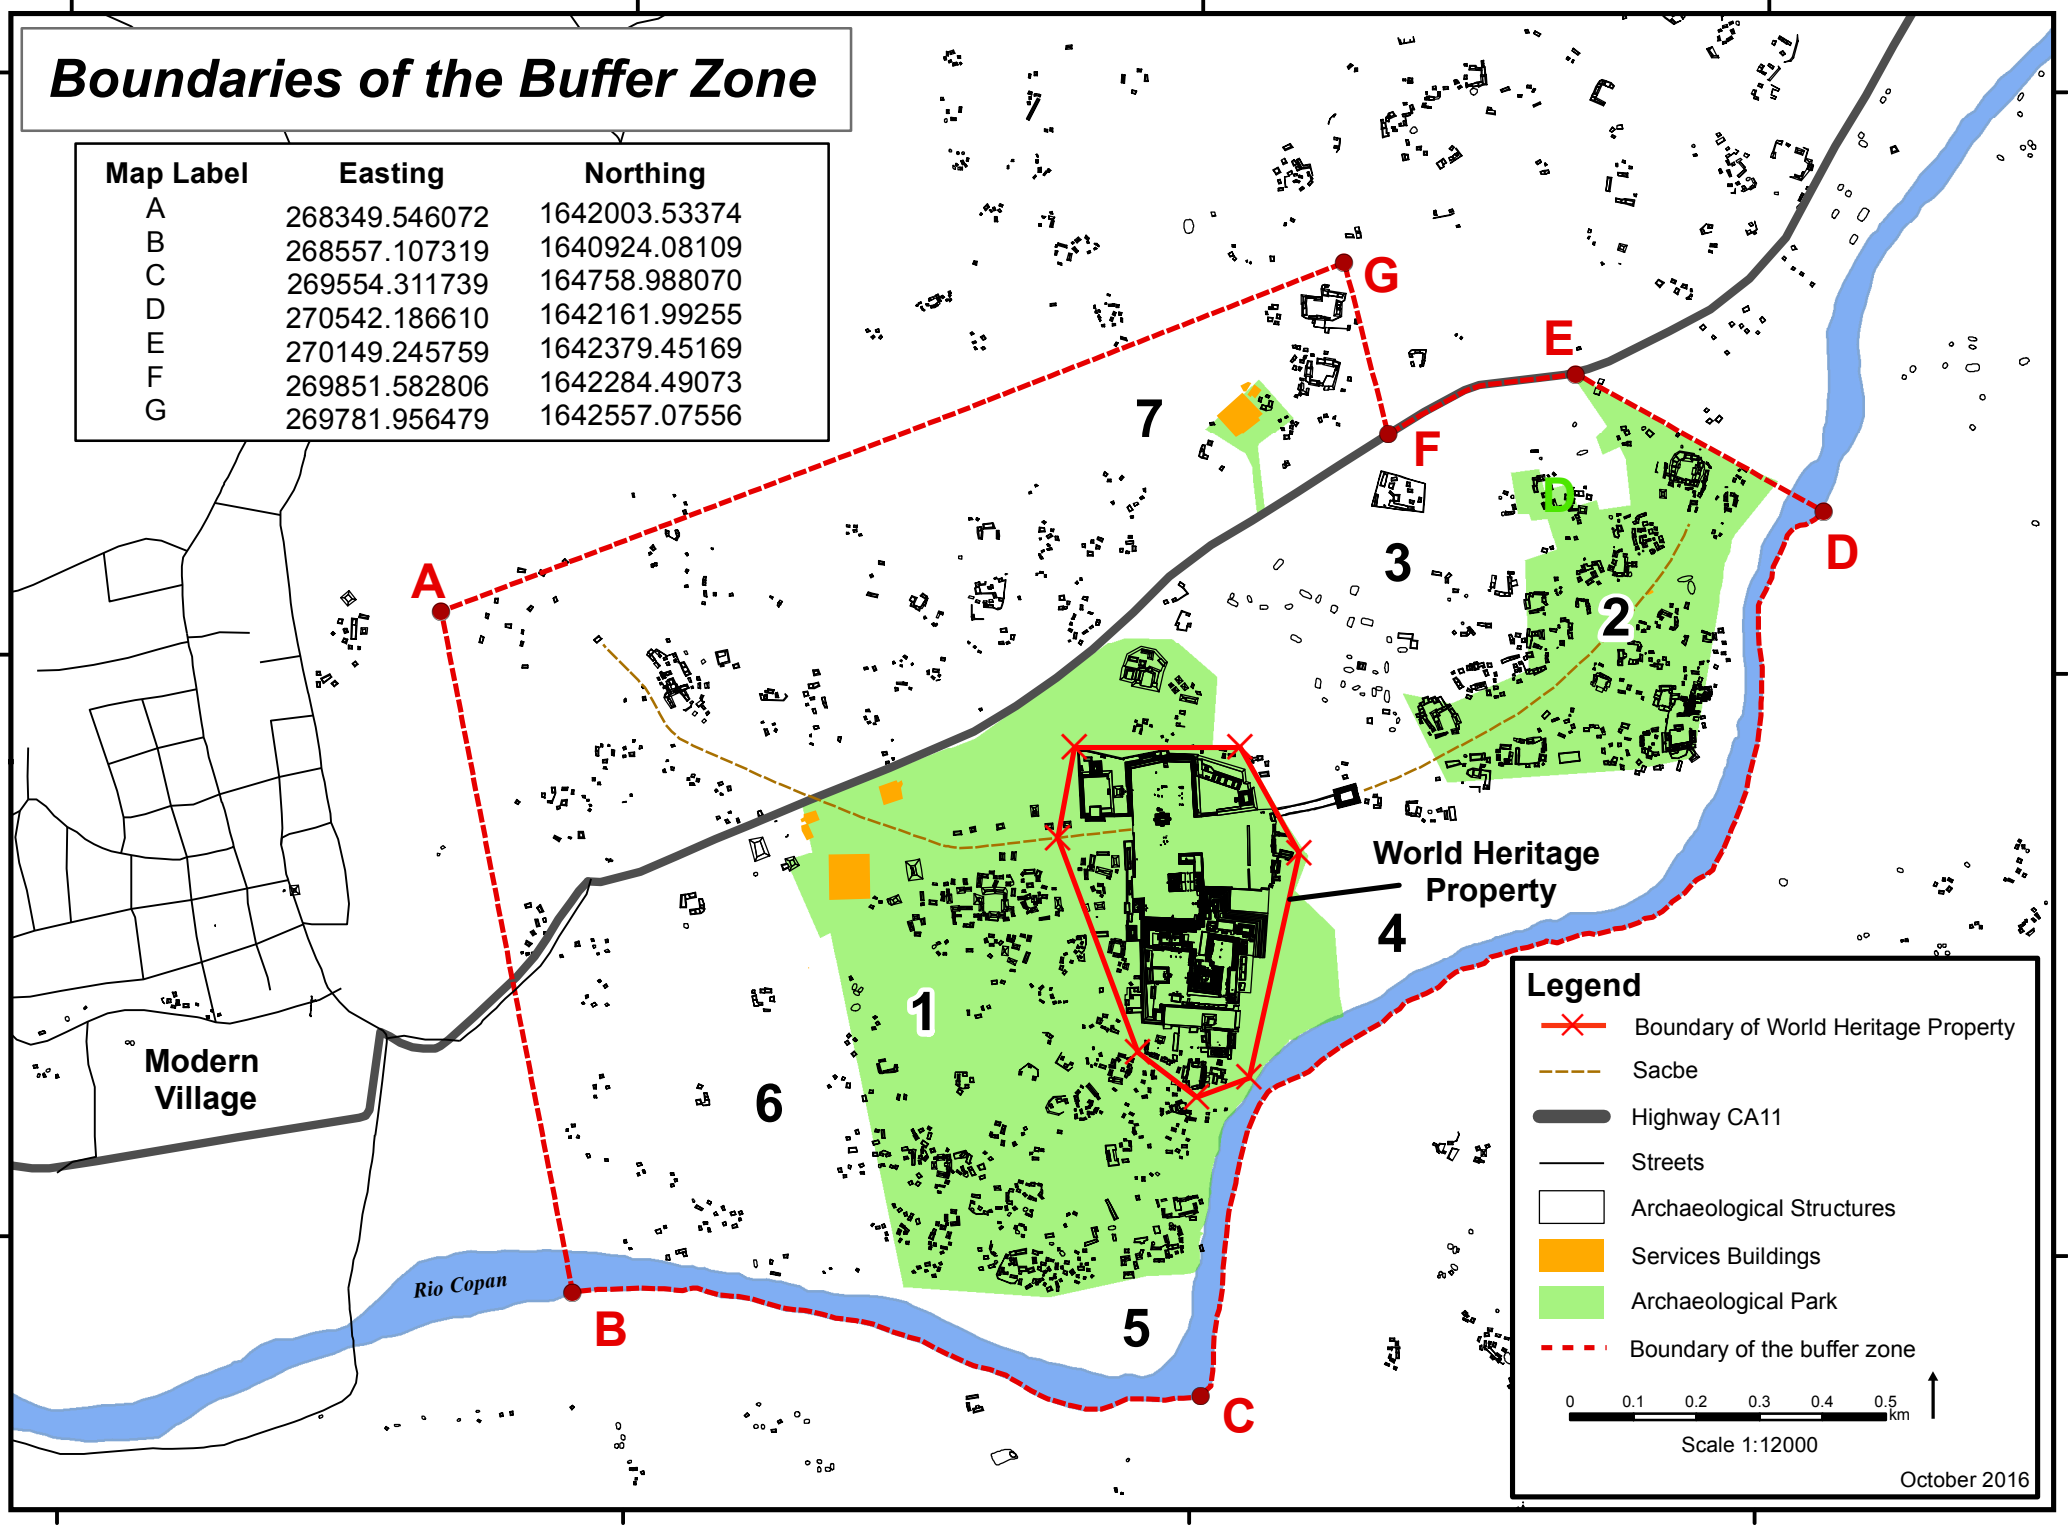 Boundaries of the Buffer Zone
Map Label Easting Northing
A 268349.546072 1642003.53374
B 268557.107319 1640924.08109
C 269554.311739 164758.988070
D 270542.186610 1642161.99255
E 270149.245759 1642379.45169
F 269851.582806 1642284.49073
G 269781.956479 1642557.07556
G
E
7
F
D
A
3
D
2
World Heritage
Property
4
1
Modern
Village
6
Rio Copan
B
5
C
Legend
Boundary of World Heritage Property
Sacbe
Highway CA11
Streets
Archaeological Structures
Services Buildings
Archaeological Park
Boundary of the buffer zone
0 0.1 0.2 0.3 0.4 0.5
km
Scale 1:12000
October 2016